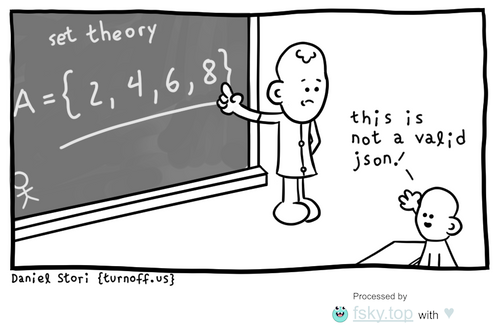 set theory
A = {2, 4, 6, 8}
this is
not a valid
json!
Daniel Stori {turnoff.us}
Processed by
fsky.top with ♥